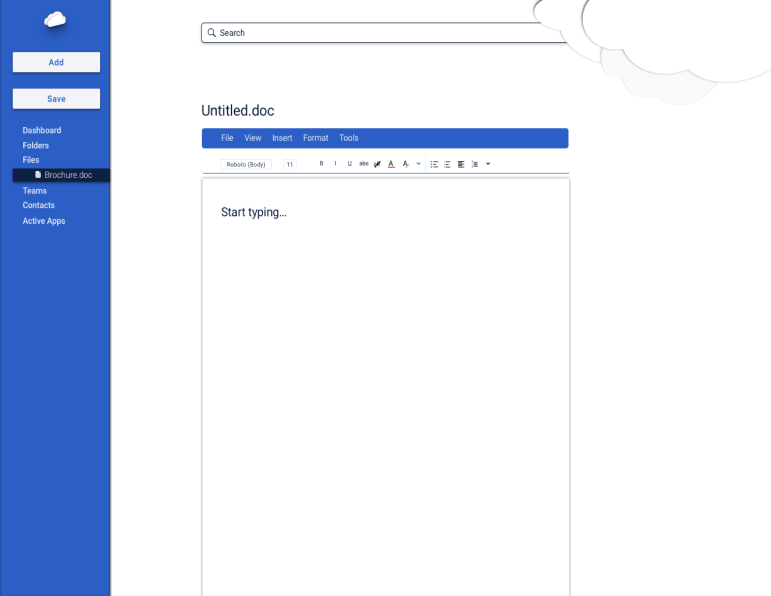 Search
Add
Save
Dashboard
Folders
Files
Brochure.doc
Teams
Contacts
Active Apps
Untitled.doc
File View Insert Format Tools
Roboto (Body) 11 B I U abc A A
Start typing...